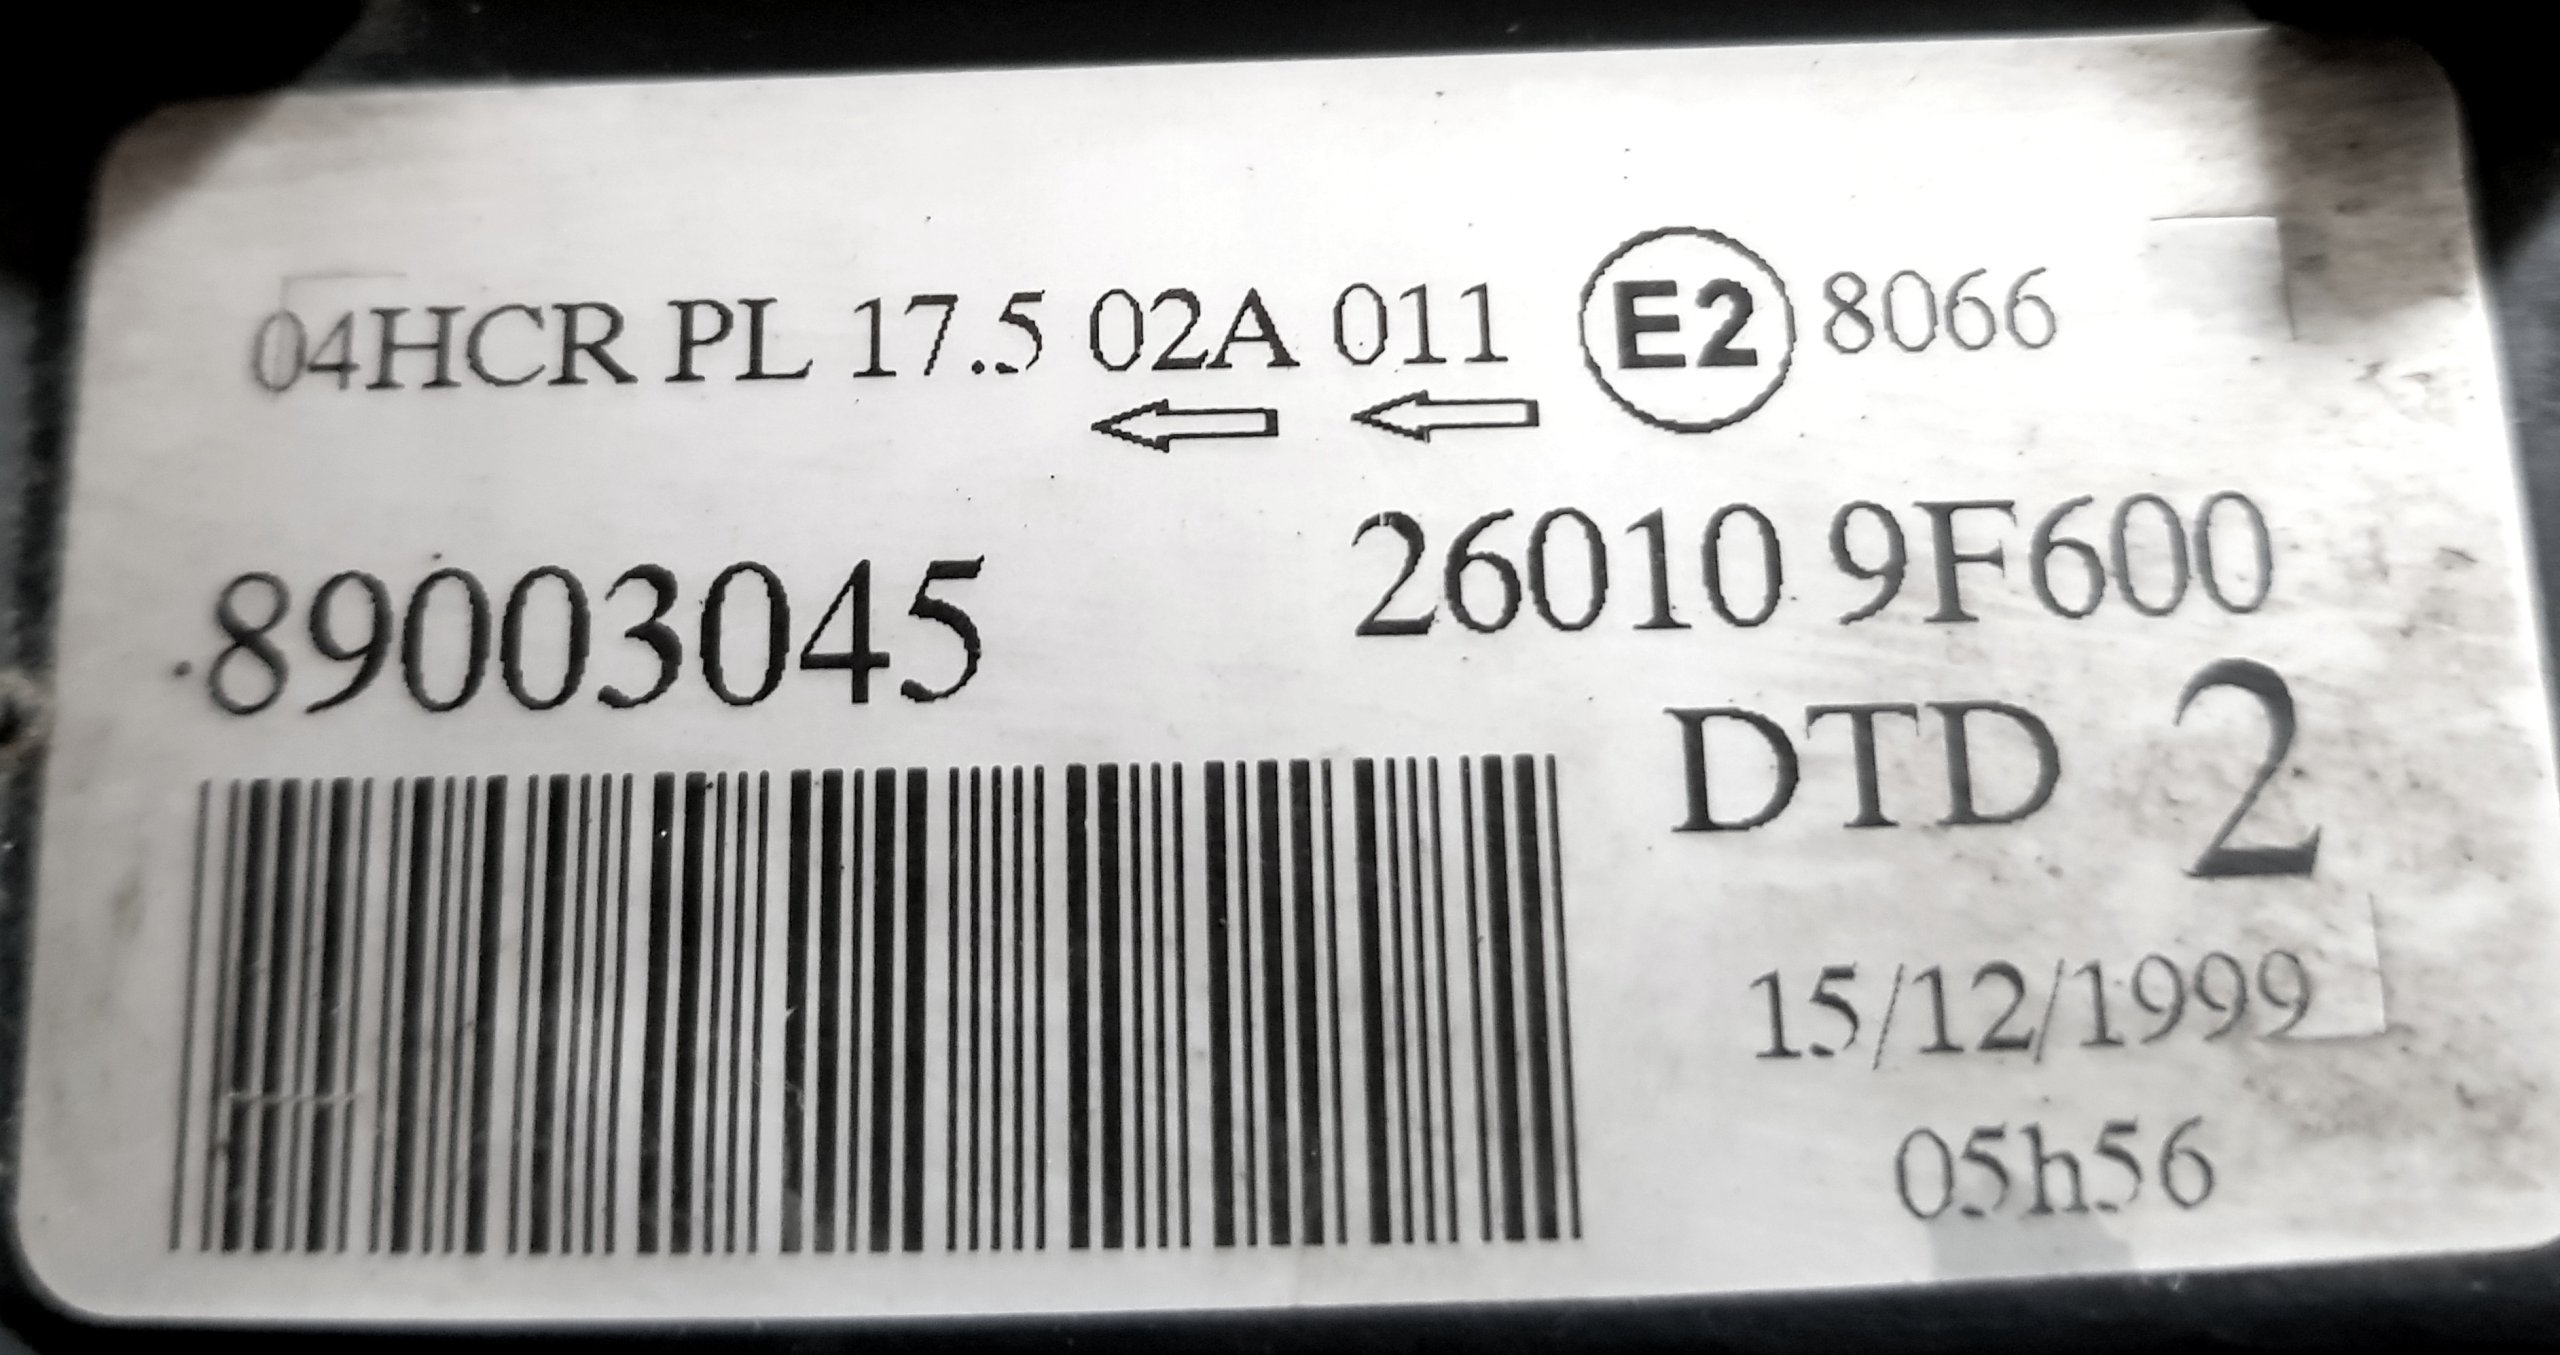 04HCR PL 17.5 02A 011 E2 8066
89003045 26010 9F600
DTD 2
15/12/1999
05h56